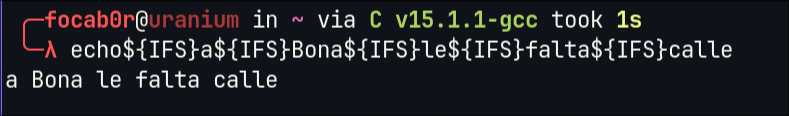 focab0r@uranium in ~ via C v15.1.1-gcc took 1s
λ echo${IFS}a${IFS}Bona${IFS}le${IFS}falta${IFS}calle
a Bona le falta calle